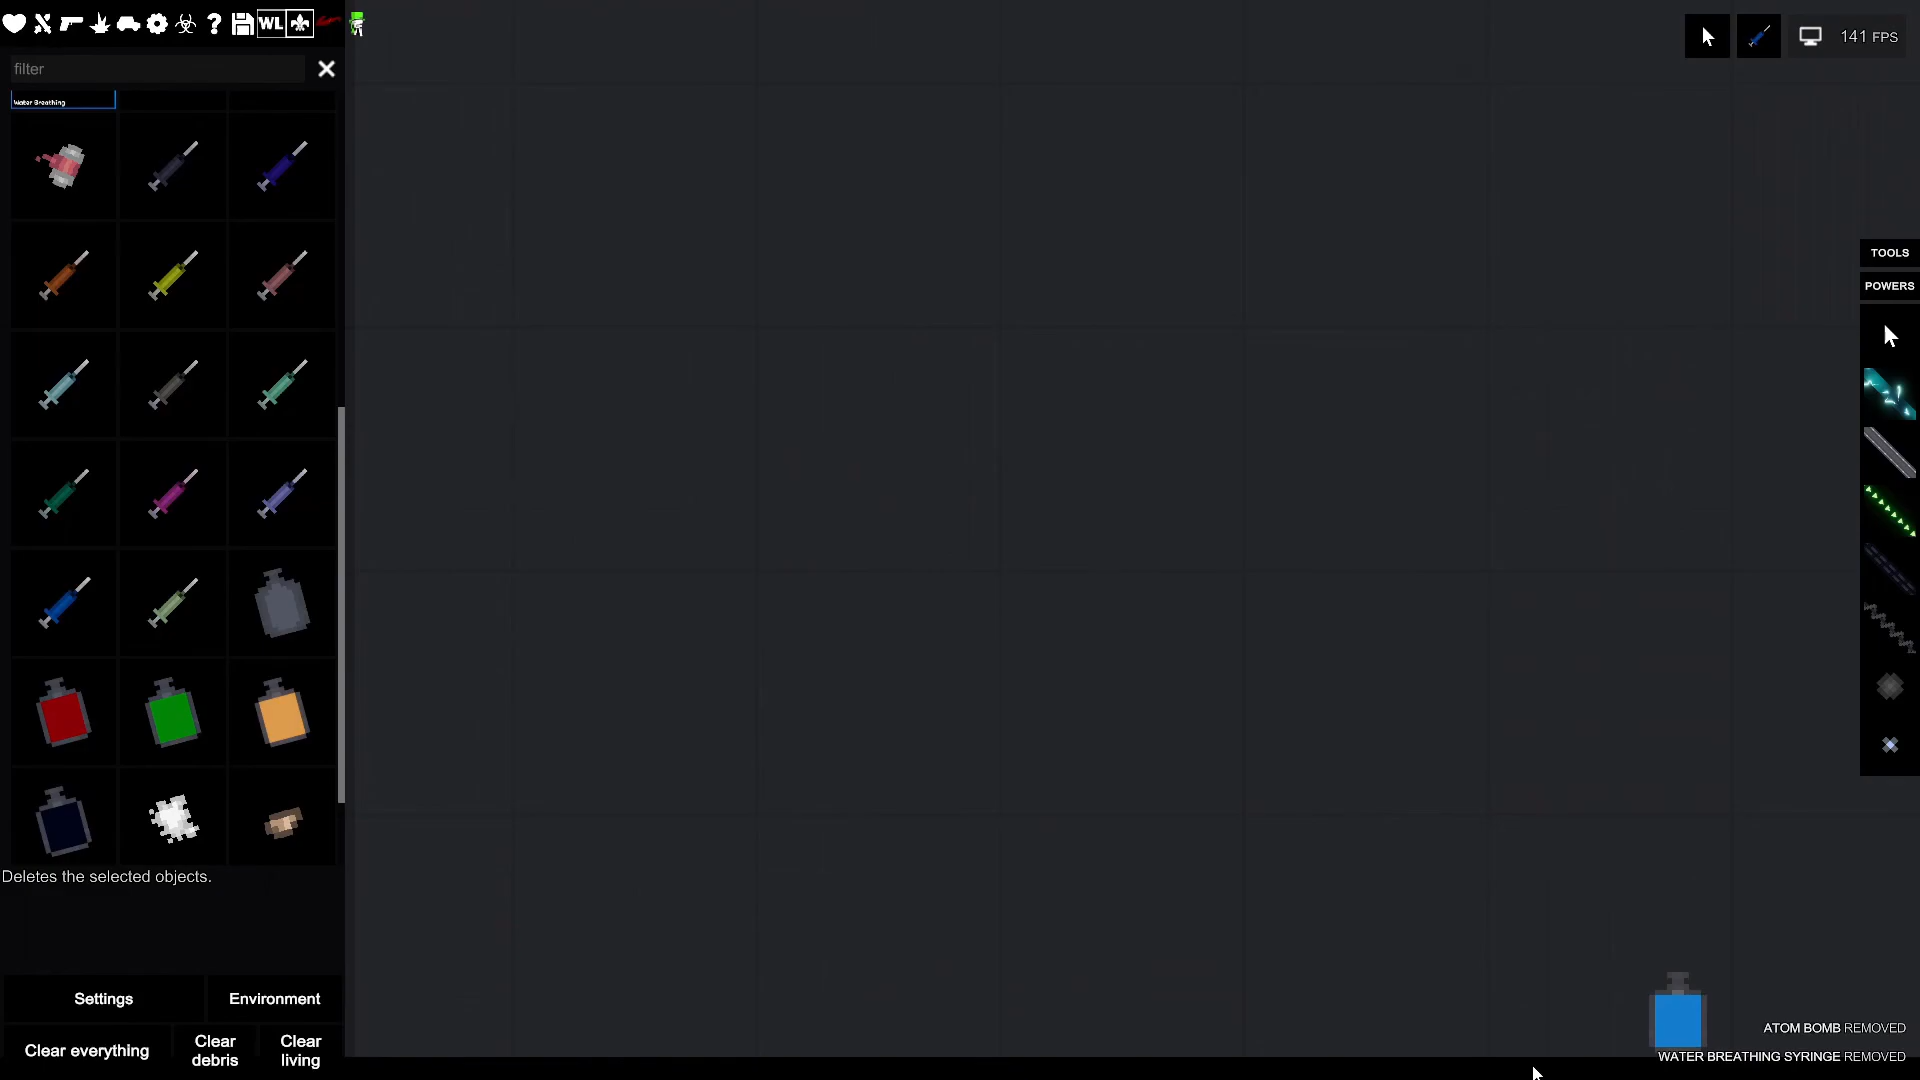 WL
filter
141 FPS
Water Breathing
TOOLS
POWERS
Deletes the selected objects.
Settings
Environment
Clear everything
Clear debris
Clear living
ATOM BOMB REMOVED
WATER BREATHING SYRINGE REMOVED